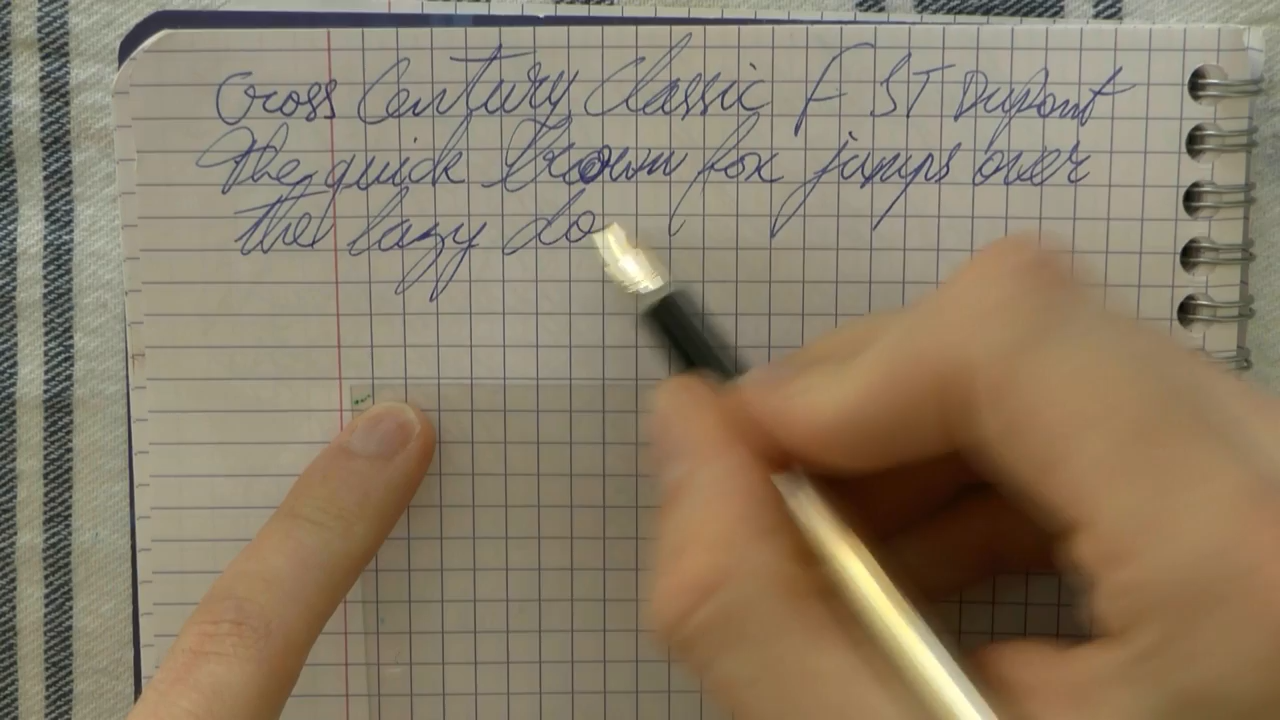 Cross Century Classic F ST Dupont
The quick brown fox jumps over
the lazy do